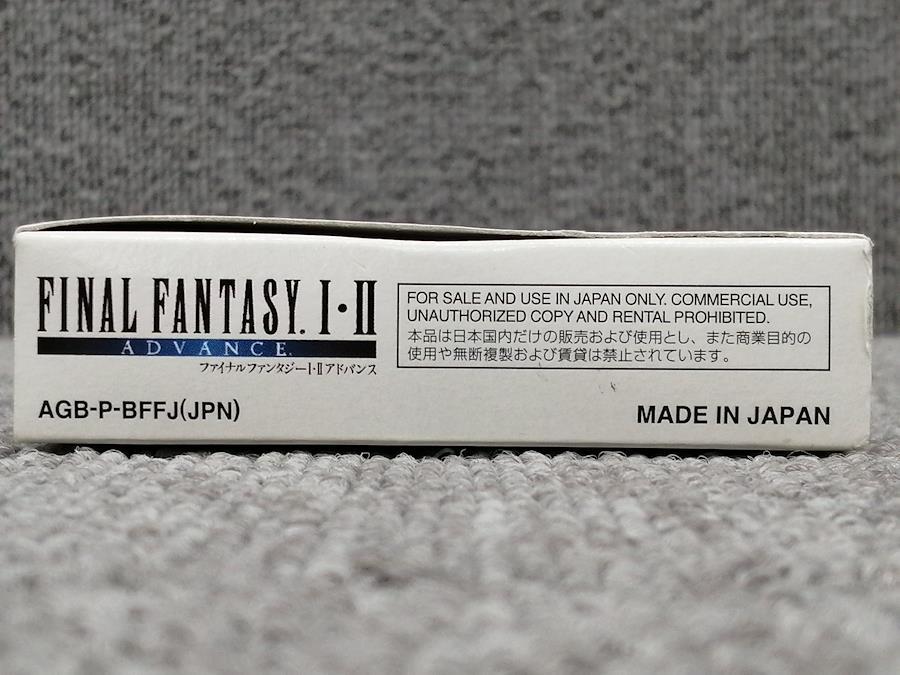 FINAL FANTASY. I・II
ADVANCE.
ファイナルファンタジーI・IIアドバンス
FOR SALE AND USE IN JAPAN ONLY. COMMERCIAL USE,
UNAUTHORIZED COPY AND RENTAL PROHIBITED.
本品は日本国内だけの販売および使用とし、また商業目的の
使用や無断複製および賃貸は禁止されています。
AGB-P-BFFJ(JPN)
MADE IN JAPAN